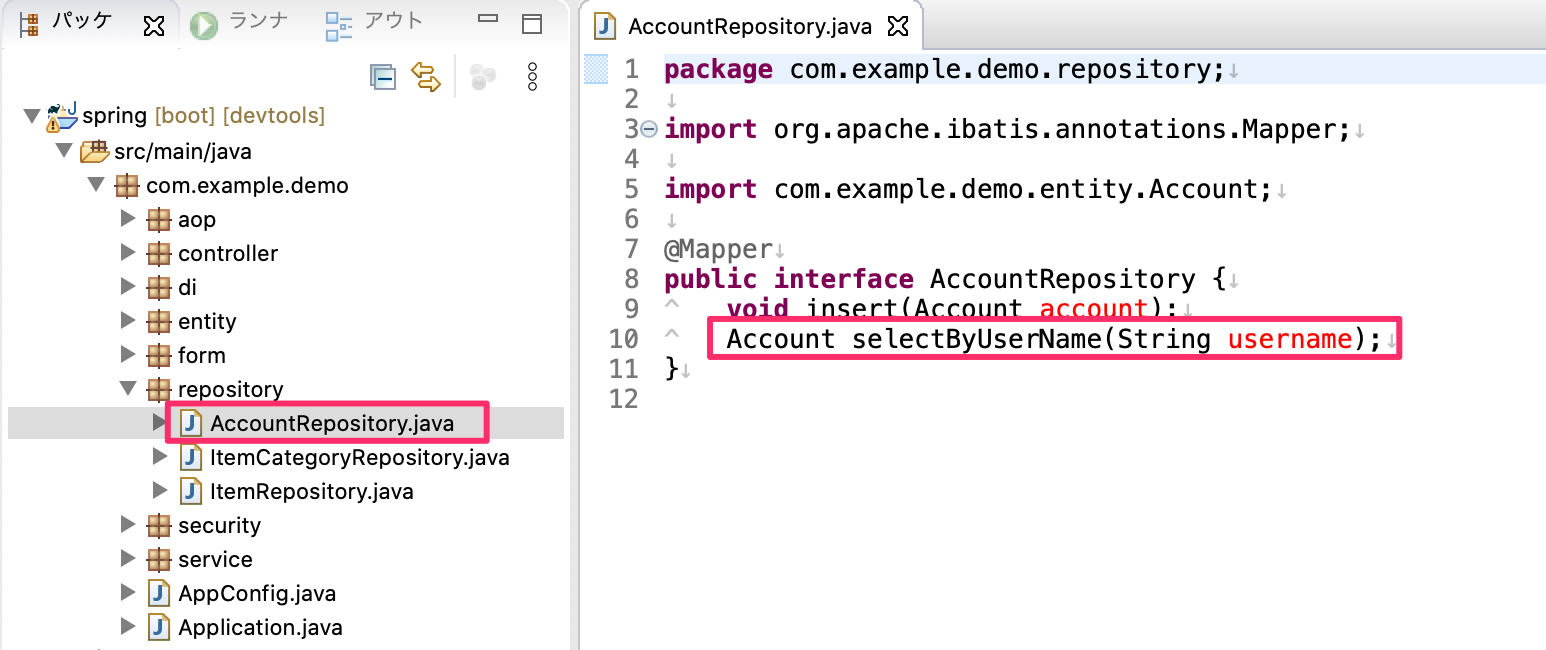 パッケ
ランナ
アウト
spring [boot] [devtools]
src/main/java
com.example.demo
aop
controller
di
entity
form
repository
AccountRepository.java
ItemCategoryRepository.java
ItemRepository.java
security
service
AppConfig.java
Application.java
AccountRepository.java
1 package com.example.demo.repository;↓
2 ↓
3 import org.apache.ibatis.annotations.Mapper;↓
4 ↓
5 import com.example.demo.entity.Account;↓
6 ↓
7 @Mapper↓
8 public interface AccountRepository {↓
9 ^ void insert(Account account);↓
10 ^ Account selectByUserName(String username);↓
11 }↓
12